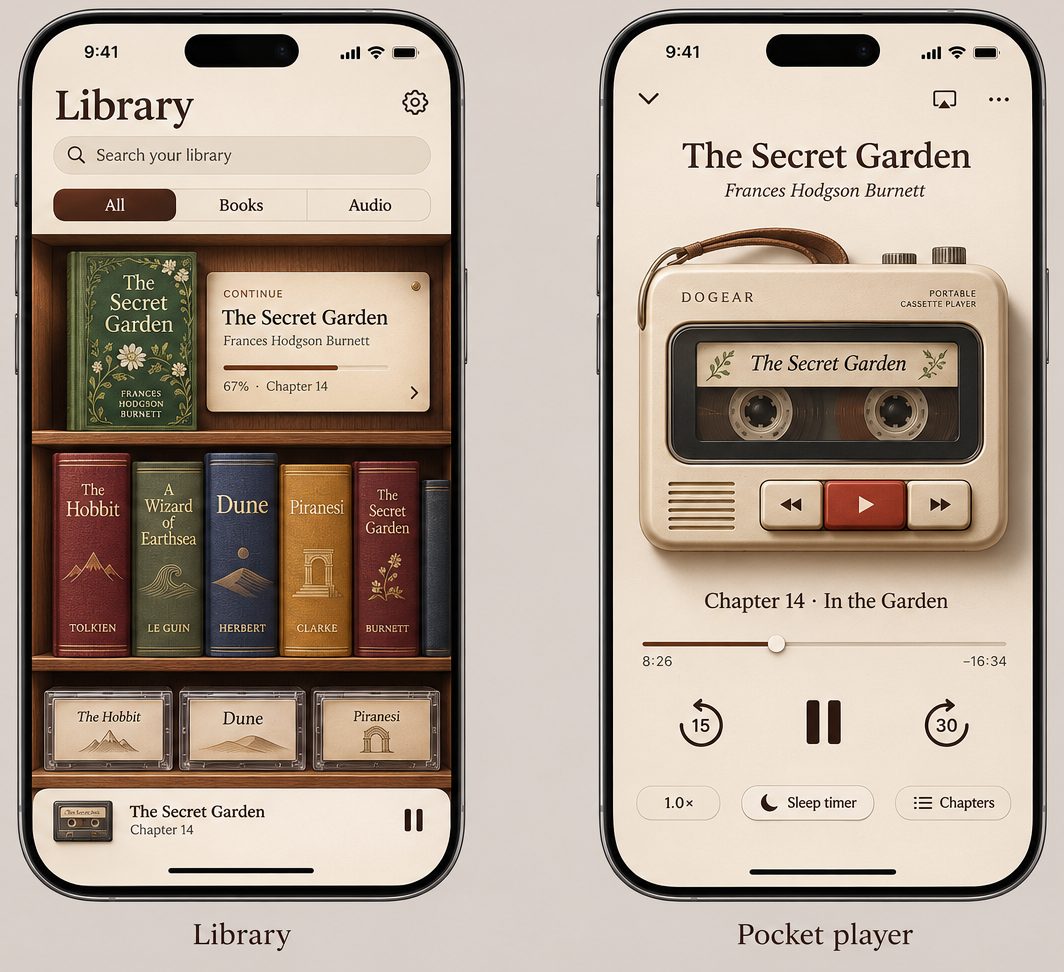 9:41
Library
Search your library
All
Books
Audio
The
Secret
Garden
FRANCES
HODGSON
BURNETT
CONTINUE
The Secret Garden
Frances Hodgson Burnett
67% · Chapter 14
The
Hobbit
TOLKIEN
A
Wizard
of
Earthsea
LE GUIN
Dune
HERBERT
Piranesi
CLARKE
The
Secret
Garden
BURNETT
The Hobbit
Dune
Piranesi
The Secret Garden
Chapter 14
Library
9:41
The Secret Garden
Frances Hodgson Burnett
DOGEAR
PORTABLE
CASSETTE PLAYER
The Secret Garden
Chapter 14 · In the Garden
8:26
−16:34
15
30
1.0×
Sleep timer
Chapters
Pocket player